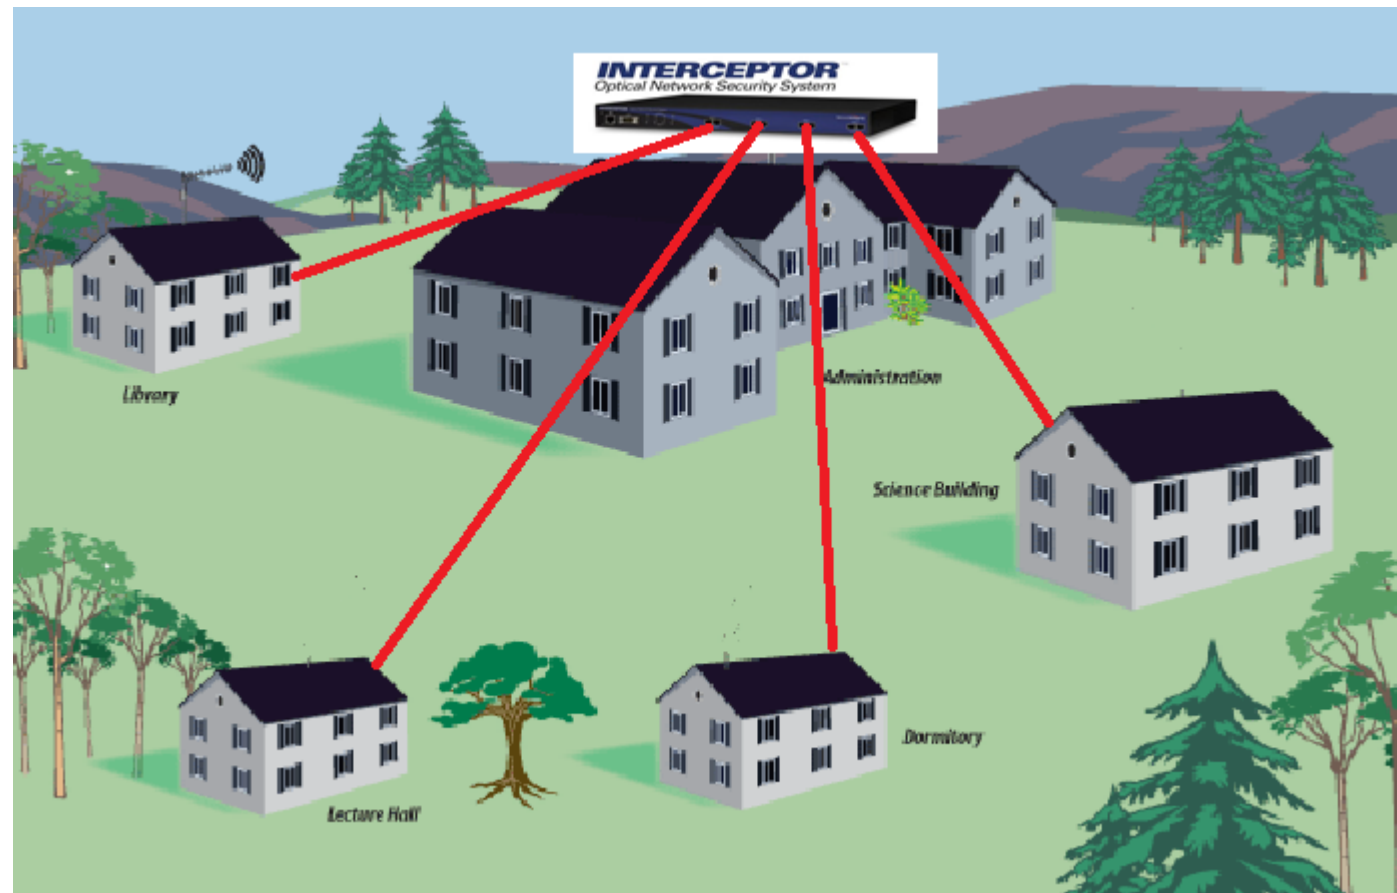 INTERCEPTOR
Optical Network Security System
Library
Administration
Science Building
Dormitory
Lecture Hall